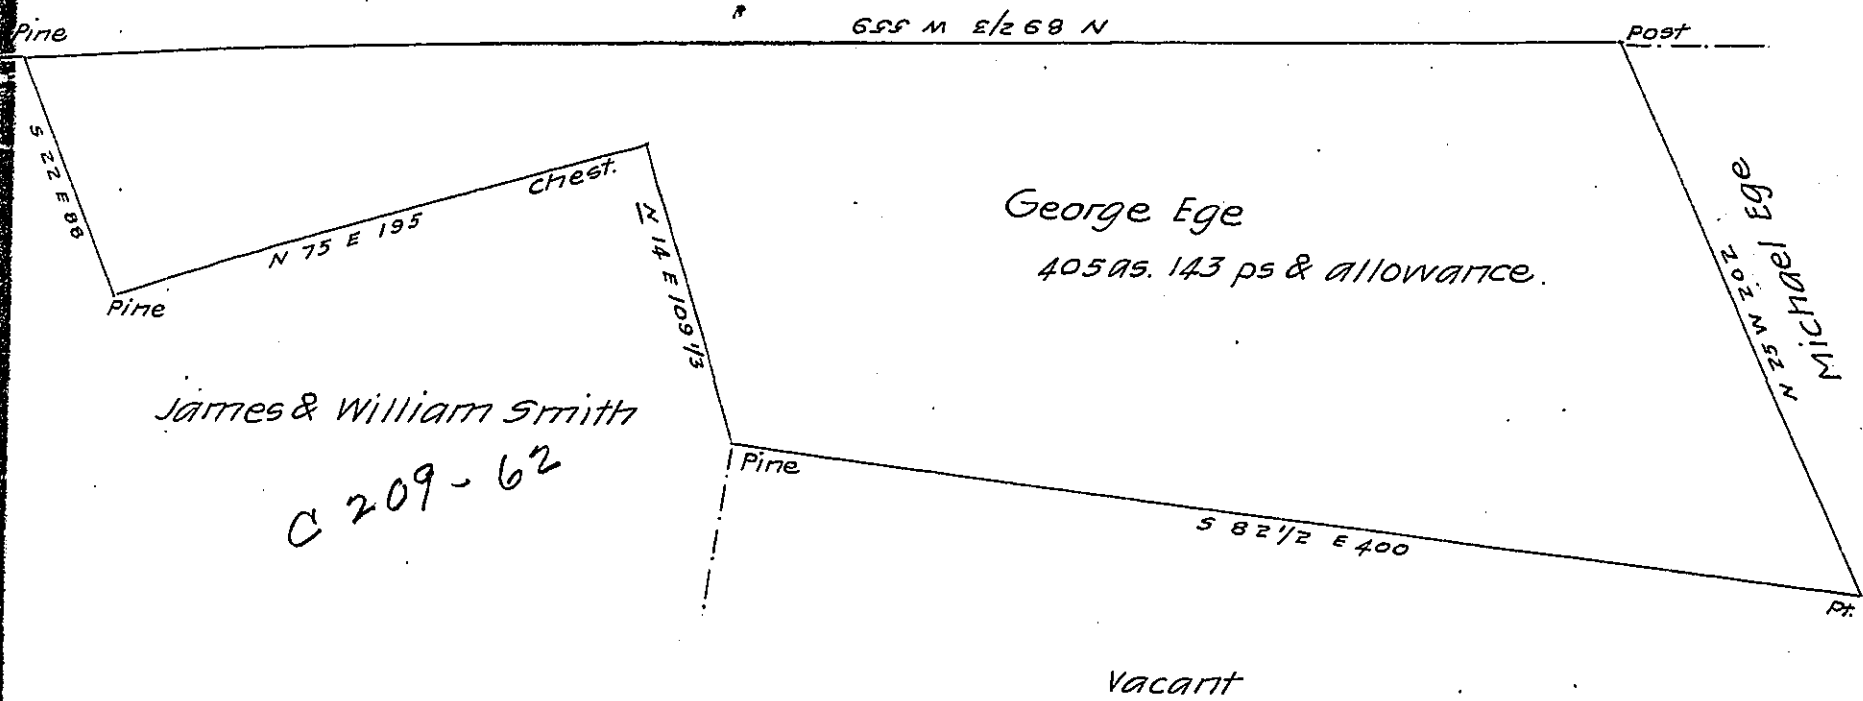 Pine
N 89 2/3 W 559
Post
S 22 E 88
Chest.
N 75 E 195
Pine
N 14 E 109 1/3
George Ege
405 as. 143 ps & allowance.
N 25 W 202
Michael Ege
James & William Smith
C 209-62
Pine
S 82 1/2 E 400
Pt.
Vacant